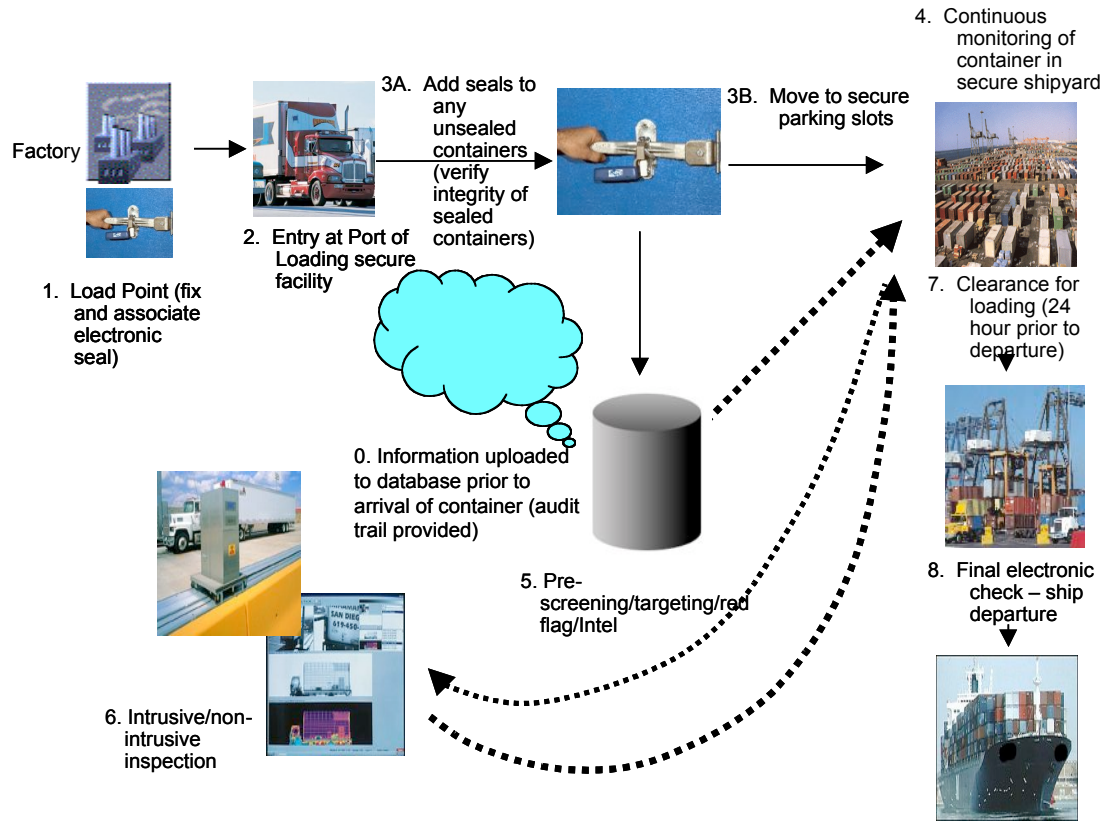 Factory
1. Load Point (fix
and associate
electronic
seal)
2. Entry at Port of
Loading secure
facility
3A. Add seals to
any
unsealed
containers
(verify
integrity of
sealed
containers)
3B. Move to secure
parking slots
4. Continuous
monitoring of
container in
secure shipyard
0. Information uploaded
to database prior to
arrival of container (audit
trail provided)
5. Pre-
screening/targeting/red
flag/Intel
SAN DIEG
619-450-
6. Intrusive/non-
intrusive
inspection
7. Clearance for
loading (24
hour prior to
departure)
8. Final electronic
check – ship
departure